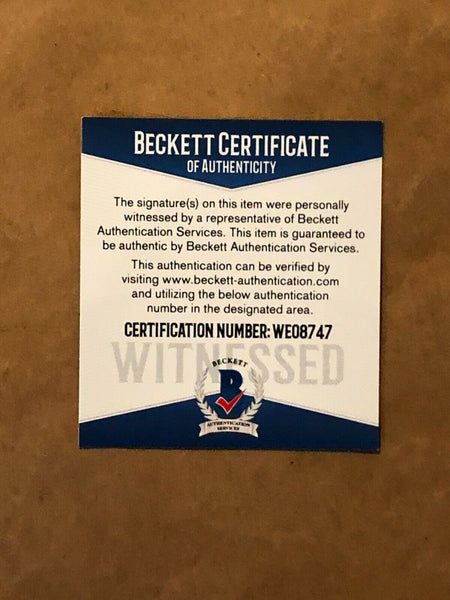 BECKETT CERTIFICATE
OF AUTHENTICITY
The signature(s) on this item were personally
witnessed by a representative of Beckett
Authentication Services. This item is guaranteed to
be authentic by Beckett Authentication Services.
This authentication can be verified by
visiting www.beckett-authentication.com
and utilizing the below authentication
number in the designated area.
CERTIFICATION NUMBER: WE08747
WITNESSED
BECKETT
B
AUTHENTICATION
SERVICES